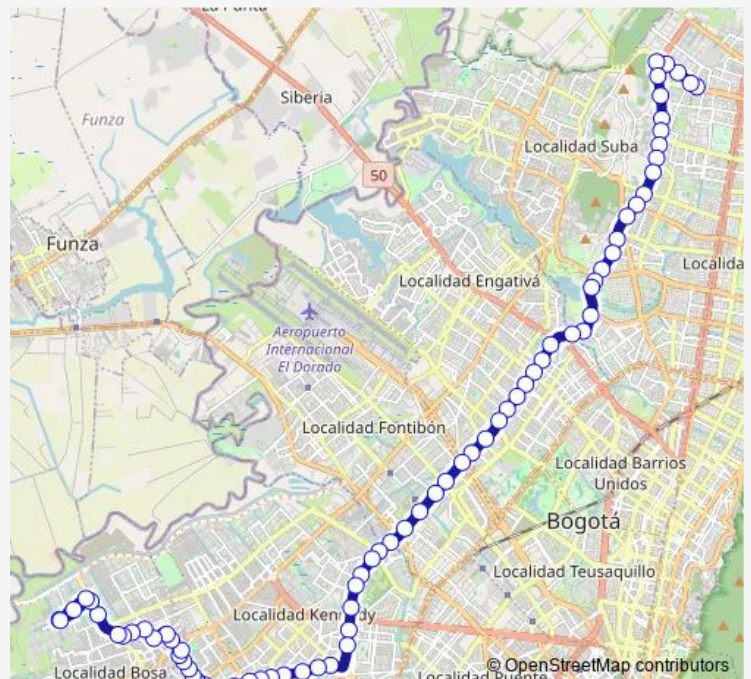 La Punta
Siberia
Funza
50
Localidad Suba
Funza
Localida
Localidad Engativá
Aeropuerto
Internacional
El Dorado
Localidad Fontibón
Localidad Barrios
Unidos
Bogotá
Localidad Teusaquillo
Localidad Kennedy
Localidad Bosa
Localidad Puente
© OpenStreetMap contributors